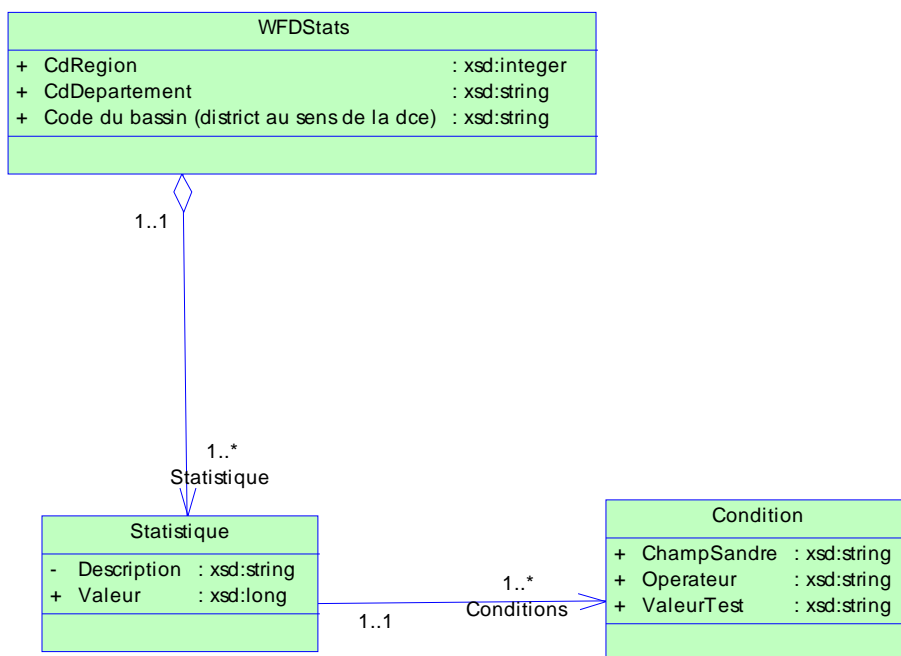 WFDStats
+ CdRegion : xsd:integer
+ CdDepartement : xsd:string
+ Code du bassin (district au sens de la dce) : xsd:string
1..1
1..*
Statistique
Statistique
- Description : xsd:string
+ Valeur : xsd:long
1..1
1..*
Conditions
Condition
+ ChampSandre : xsd:string
+ Operateur : xsd:string
+ ValeurTest : xsd:string